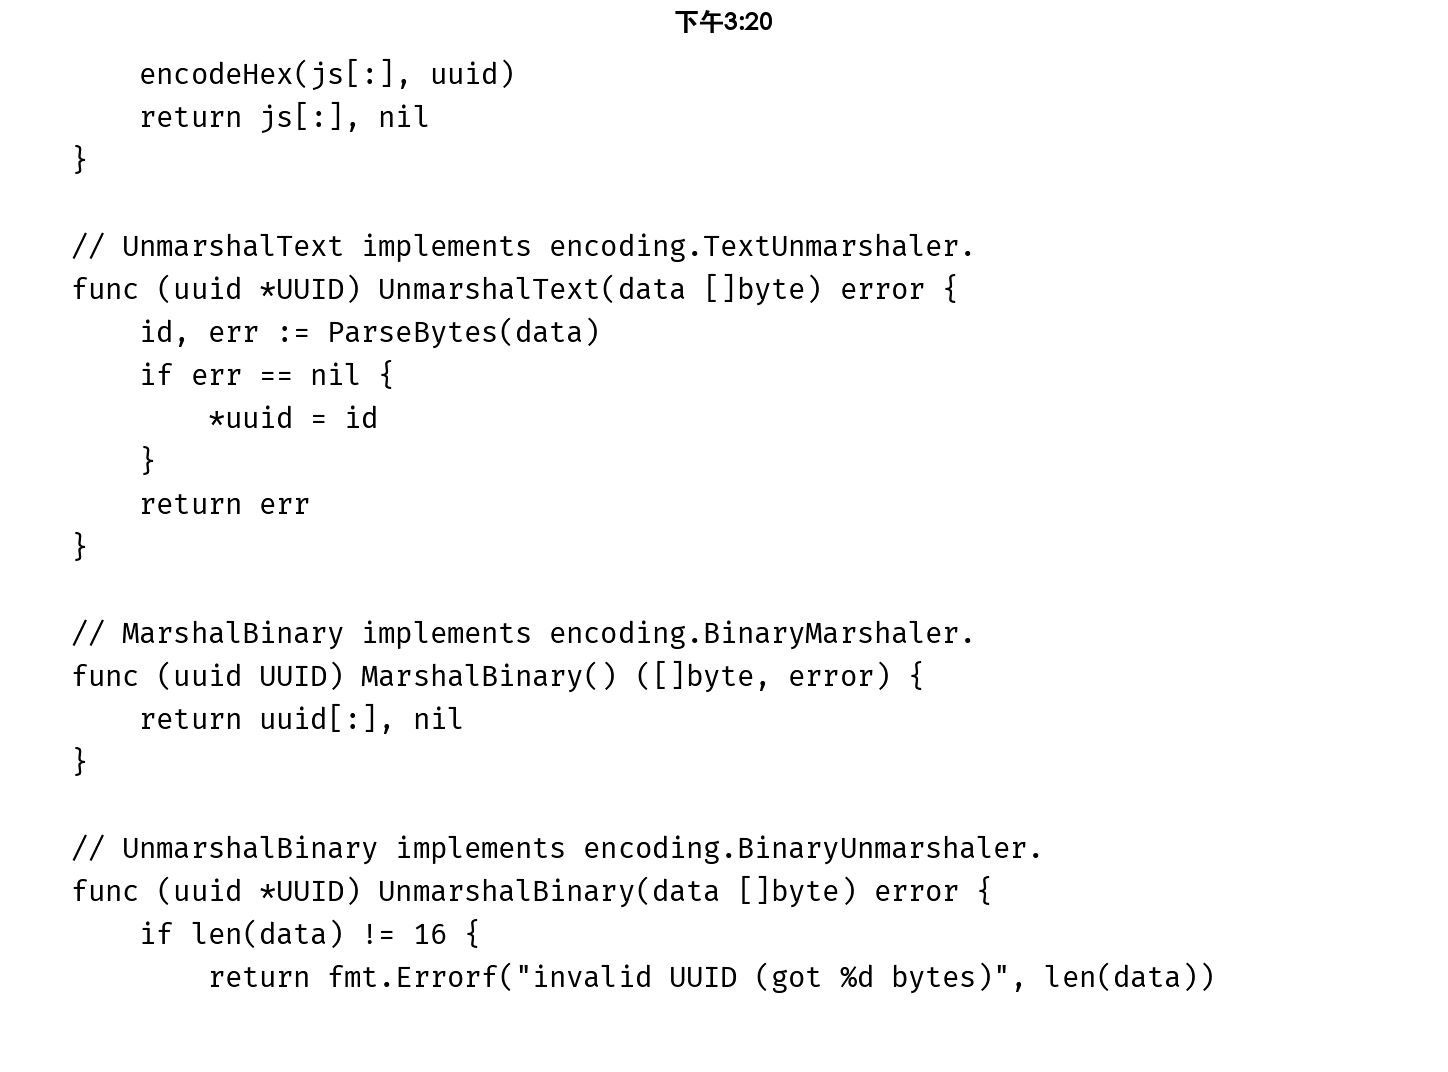 下午3:20
    encodeHex(js[:], uuid)
    return js[:], nil
}

// UnmarshalText implements encoding.TextUnmarshaler.
func (uuid *UUID) UnmarshalText(data []byte) error {
    id, err := ParseBytes(data)
    if err == nil {
        *uuid = id
    }
    return err
}

// MarshalBinary implements encoding.BinaryMarshaler.
func (uuid UUID) MarshalBinary() ([]byte, error) {
    return uuid[:], nil
}

// UnmarshalBinary implements encoding.BinaryUnmarshaler.
func (uuid *UUID) UnmarshalBinary(data []byte) error {
    if len(data) != 16 {
        return fmt.Errorf("invalid UUID (got %d bytes)", len(data))